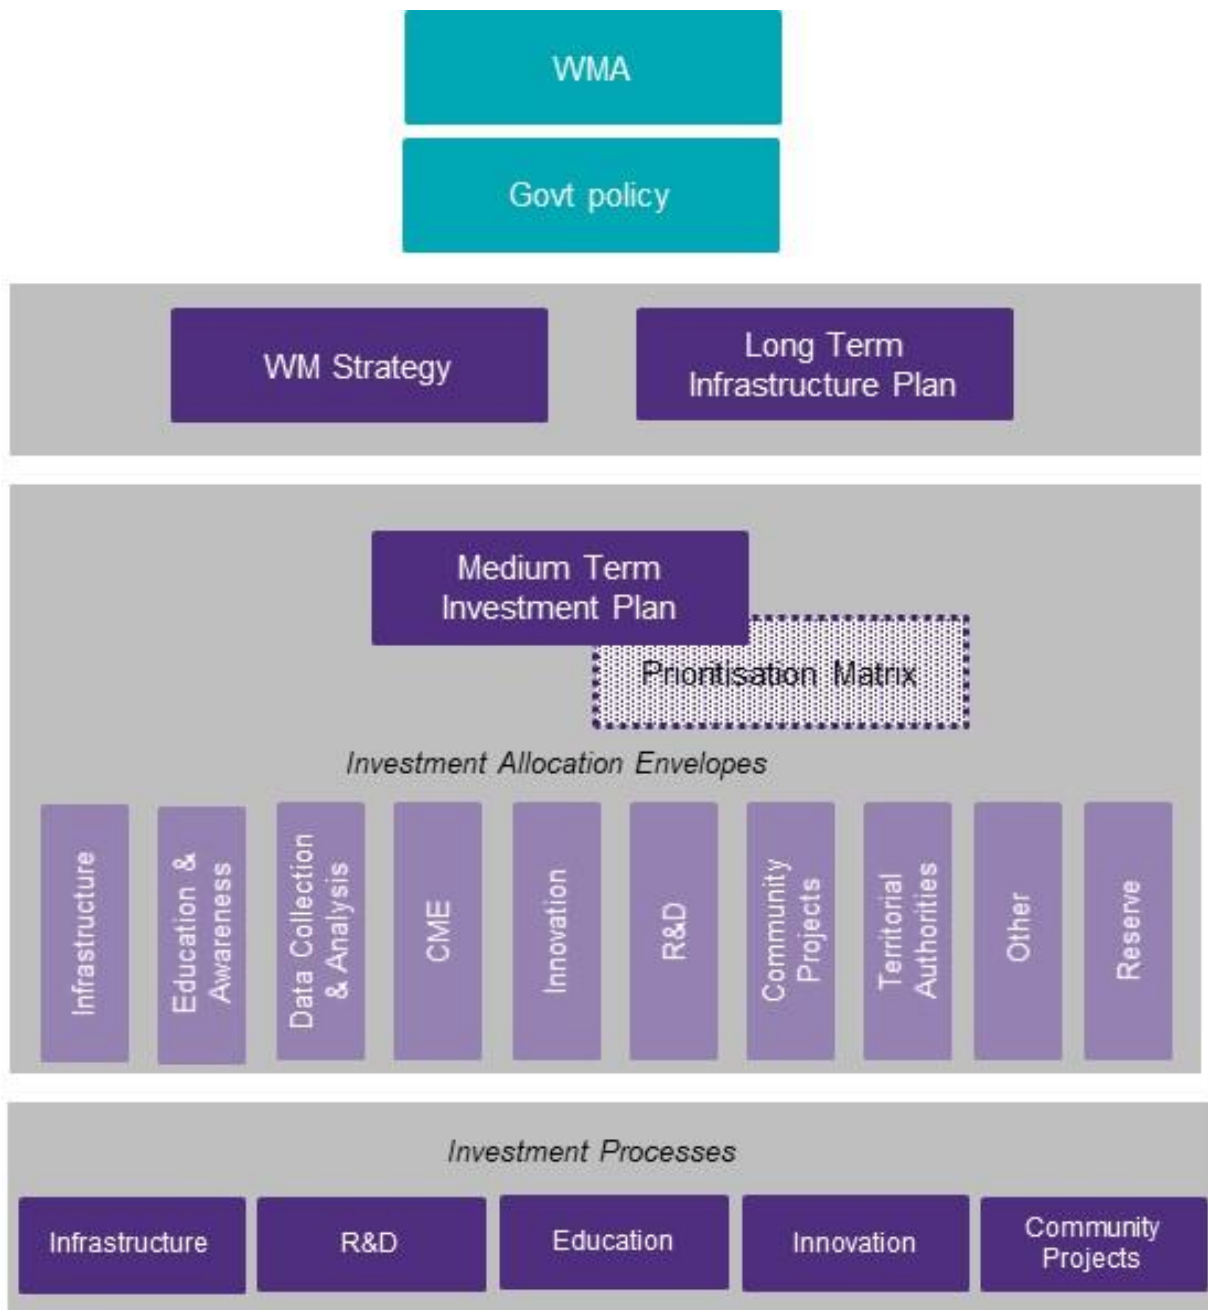 WMA
Govt policy
WM Strategy
Long Term
Infrastructure Plan
Medium Term
Investment Plan
Prioritisation Matrix
Investment Allocation Envelopes
Infrastructure
Education &
Awareness
Data Collection
& Analysis
CME
Innovation
R&D
Community
Projects
Territorial
Authorities
Other
Reserve
Investment Processes
Infrastructure
R&D
Education
Innovation
Community
Projects